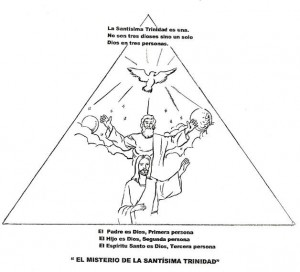 La Santísima Trinidad es una.
No son tres dioses sino un solo
Dios en tres personas.
El Padre es Dios, Primera persona
El Hijo es Dios, Segunda persona
El Espíritu Santo es Dios, Tercera persona
" EL MISTERIO DE LA SANTÍSIMA TRINIDAD"